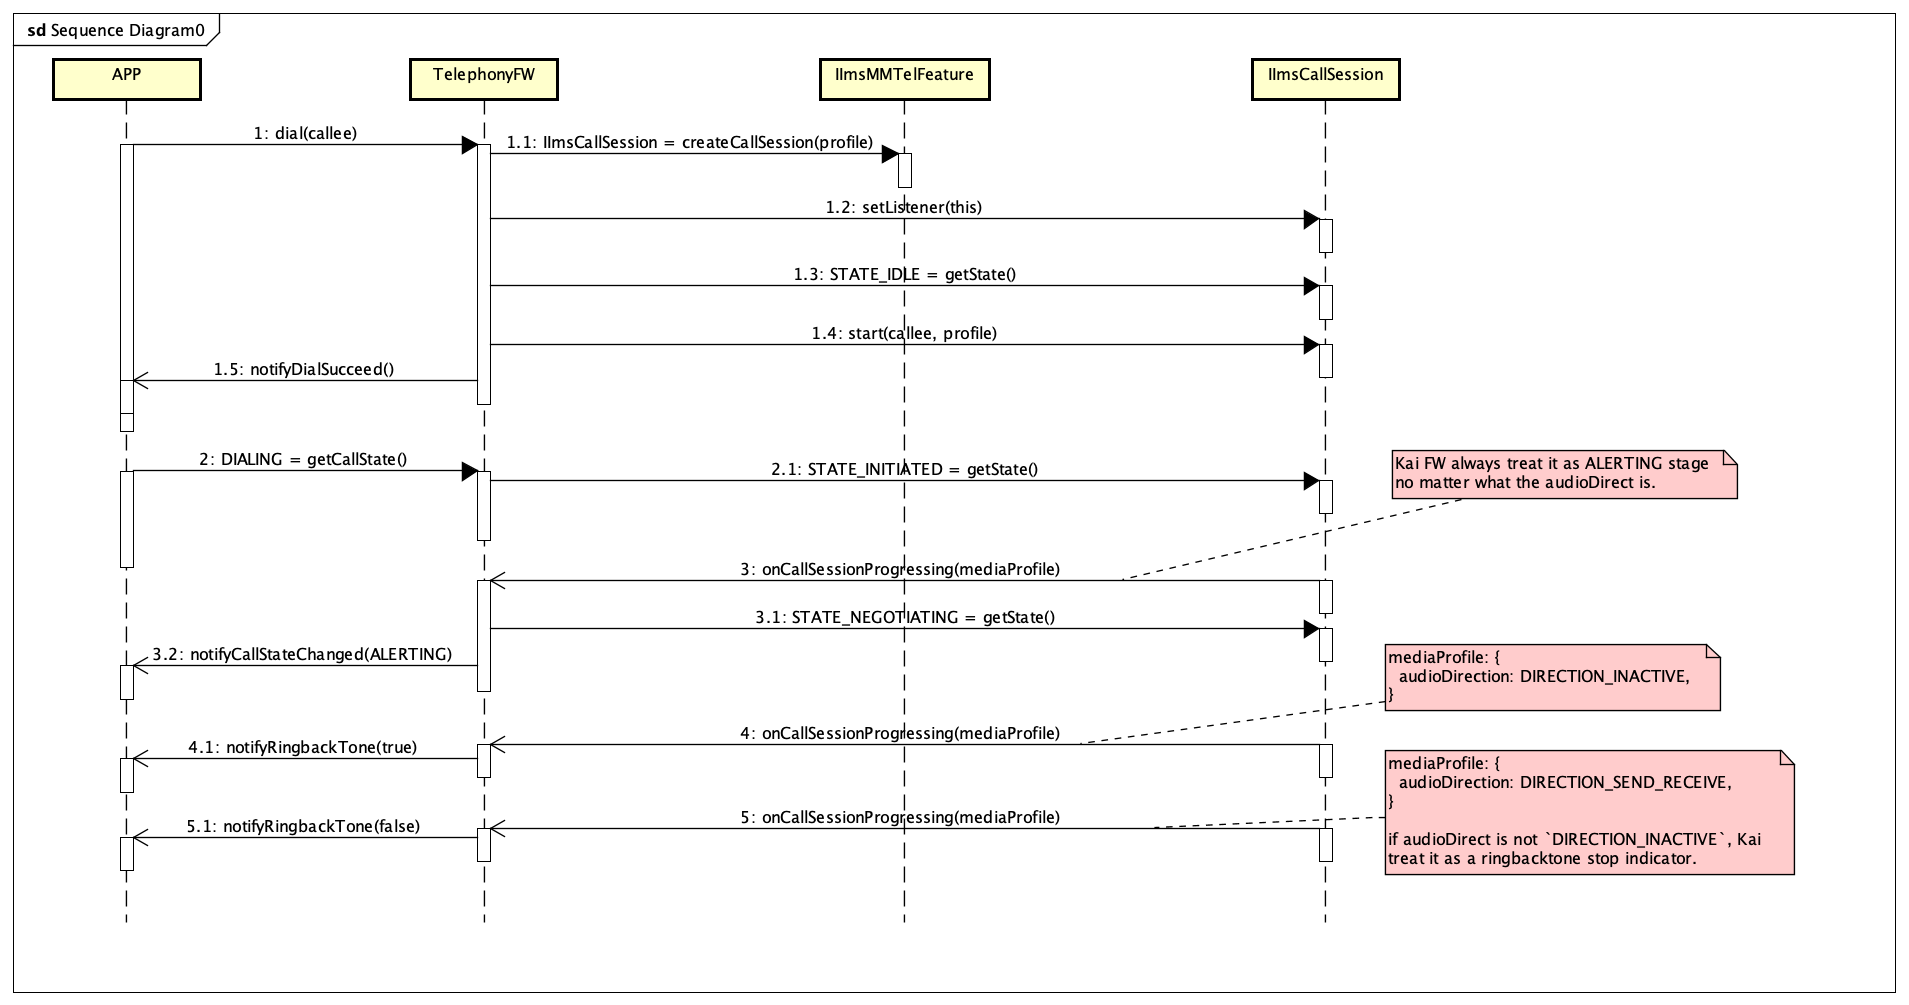 sd Sequence Diagram0
APP
TelephonyFW
IImsMMTelFeature
IImsCallSession
1: dial(callee)
1.1: IImsCallSession = createCallSession(profile)
1.2: setListener(this)
1.3: STATE_IDLE = getState()
1.4: start(callee, profile)
1.5: notifyDialSucceed()
2: DIALING = getCallState()
2.1: STATE_INITIATED = getState()
Kai FW always treat it as ALERTING stage
no matter what the audioDirect is.
3: onCallSessionProgressing(mediaProfile)
3.1: STATE_NEGOTIATING = getState()
3.2: notifyCallStateChanged(ALERTING)
mediaProfile: {
audioDirection: DIRECTION_INACTIVE,
}
4: onCallSessionProgressing(mediaProfile)
4.1: notifyRingbackTone(true)
mediaProfile: {
audioDirection: DIRECTION_SEND_RECEIVE,
}
if audioDirect is not `DIRECTION_INACTIVE`, Kai
treat it as a ringbacktone stop indicator.
5: onCallSessionProgressing(mediaProfile)
5.1: notifyRingbackTone(false)